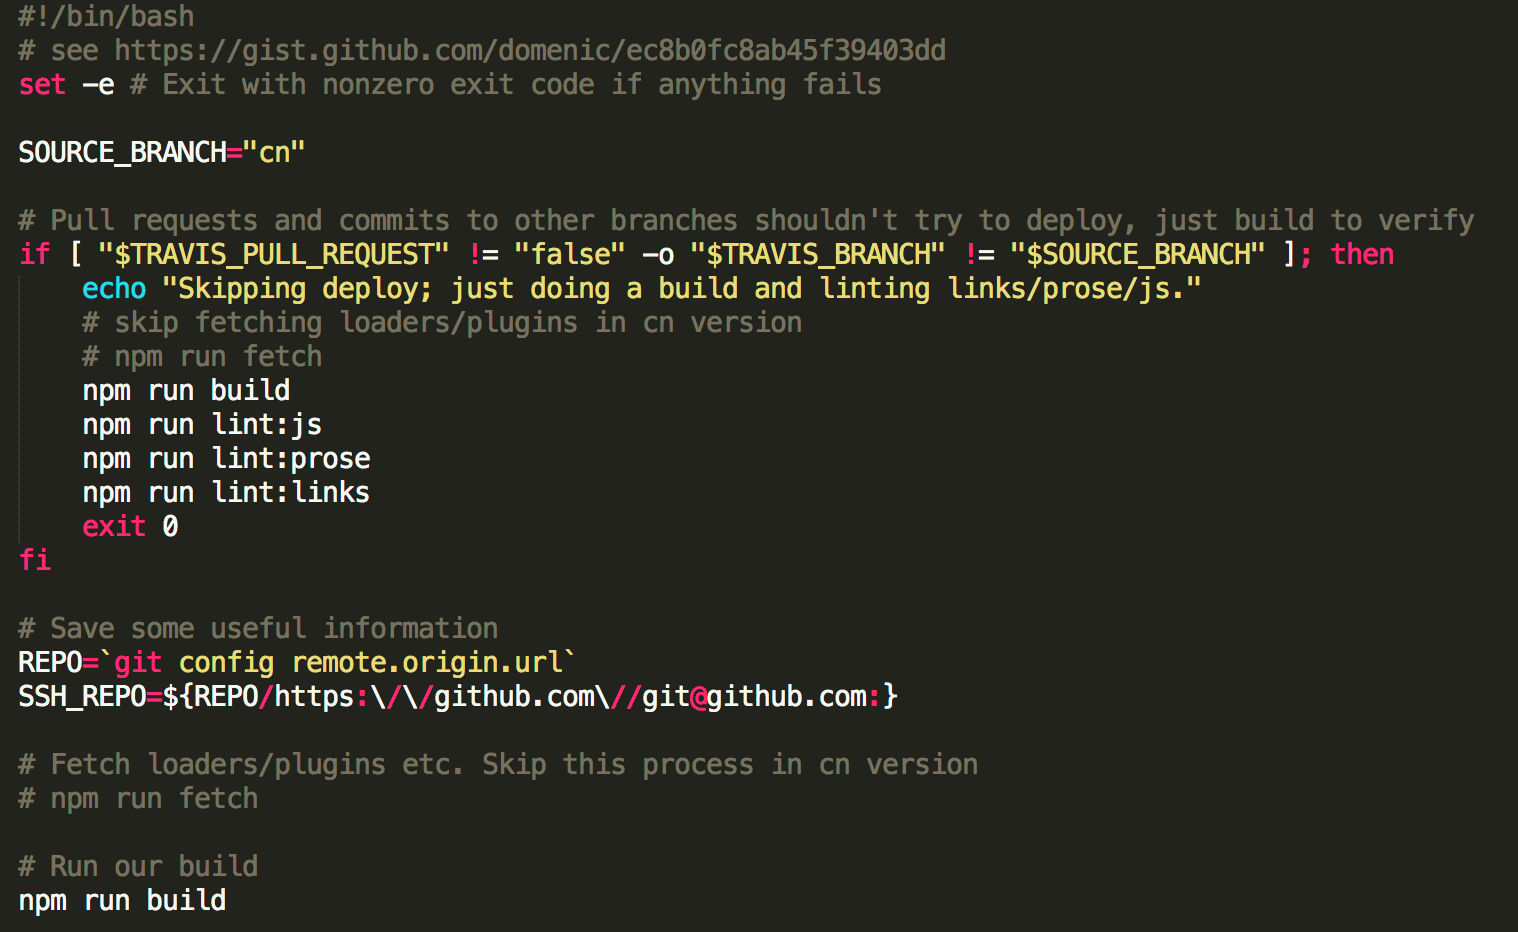 #!/bin/bash
# see https://gist.github.com/domenic/ec8b0fc8ab45f39403dd
set -e # Exit with nonzero exit code if anything fails
SOURCE_BRANCH="cn"
# Pull requests and commits to other branches shouldn't try to deploy, just build to verify
if [ "$TRAVIS_PULL_REQUEST" != "false" -o "$TRAVIS_BRANCH" != "$SOURCE_BRANCH" ]; then
    echo "Skipping deploy; just doing a build and linting links/prose/js."
    # skip fetching loaders/plugins in cn version
    # npm run fetch
    npm run build
    npm run lint:js
    npm run lint:prose
    npm run lint:links
    exit 0
fi
# Save some useful information
REPO=`git config remote.origin.url`
SSH_REPO=${REPO/https:\/\/github.com\//git@github.com:}
# Fetch loaders/plugins etc. Skip this process in cn version
# npm run fetch
# Run our build
npm run build